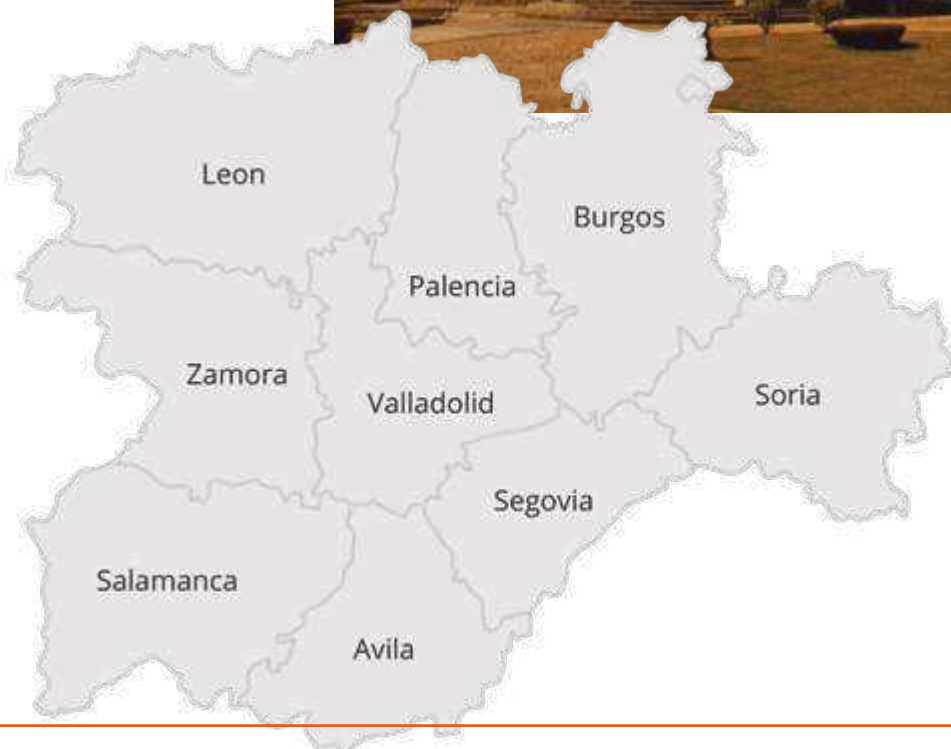 Leon
Burgos
Palencia
Zamora
Valladolid
Soria
Segovia
Salamanca
Avila